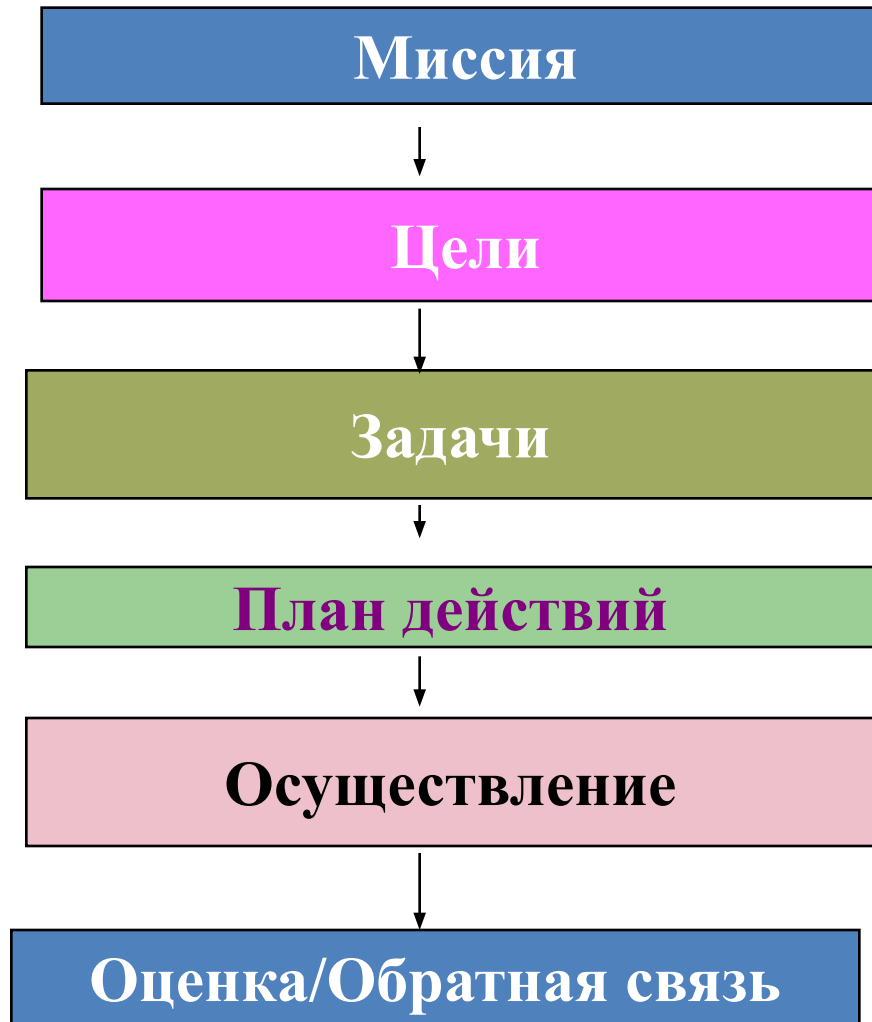 Миссия
Цели
Задачи
План действий
Осуществление
Оценка/Обратная связь